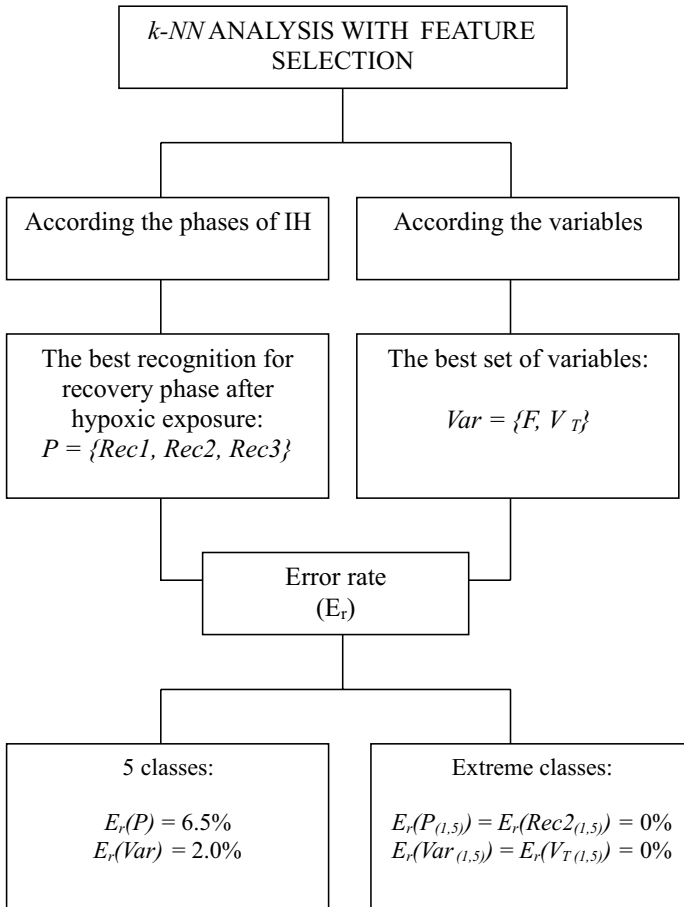 k-NN ANALYSIS WITH FEATURE
SELECTION
According the phases of IH
According the variables
The best recognition for
recovery phase after
hypoxic exposure:
P = {Rec1, Rec2, Rec3}
The best set of variables:
Var = {F, V T}
Error rate
(Er)
5 classes:
Er(P) = 6.5%
Er(Var) = 2.0%
Extreme classes:
Er(P(1,5)) = Er(Rec2(1,5)) = 0%
Er(Var (1,5)) = Er(VT (1,5)) = 0%